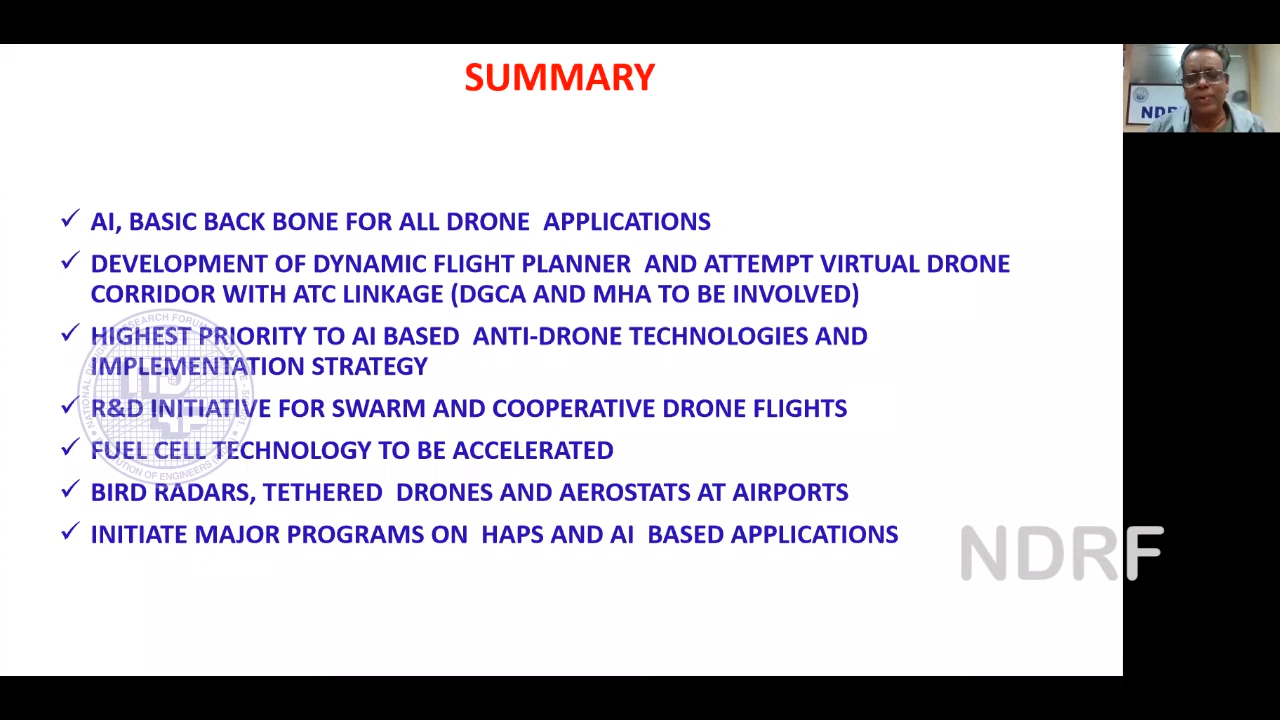 SUMMARY
✓ AI, BASIC BACK BONE FOR ALL DRONE APPLICATIONS
✓ DEVELOPMENT OF DYNAMIC FLIGHT PLANNER AND ATTEMPT VIRTUAL DRONE
CORRIDOR WITH ATC LINKAGE (DGCA AND MHA TO BE INVOLVED)
✓ HIGHEST PRIORITY TO AI BASED ANTI-DRONE TECHNOLOGIES AND
IMPLEMENTATION STRATEGY
✓ R&D INITIATIVE FOR SWARM AND COOPERATIVE DRONE FLIGHTS
✓ FUEL CELL TECHNOLOGY TO BE ACCELERATED
✓ BIRD RADARS, TETHERED DRONES AND AEROSTATS AT AIRPORTS
✓ INITIATE MAJOR PROGRAMS ON HAPS AND AI BASED APPLICATIONS
NDRF